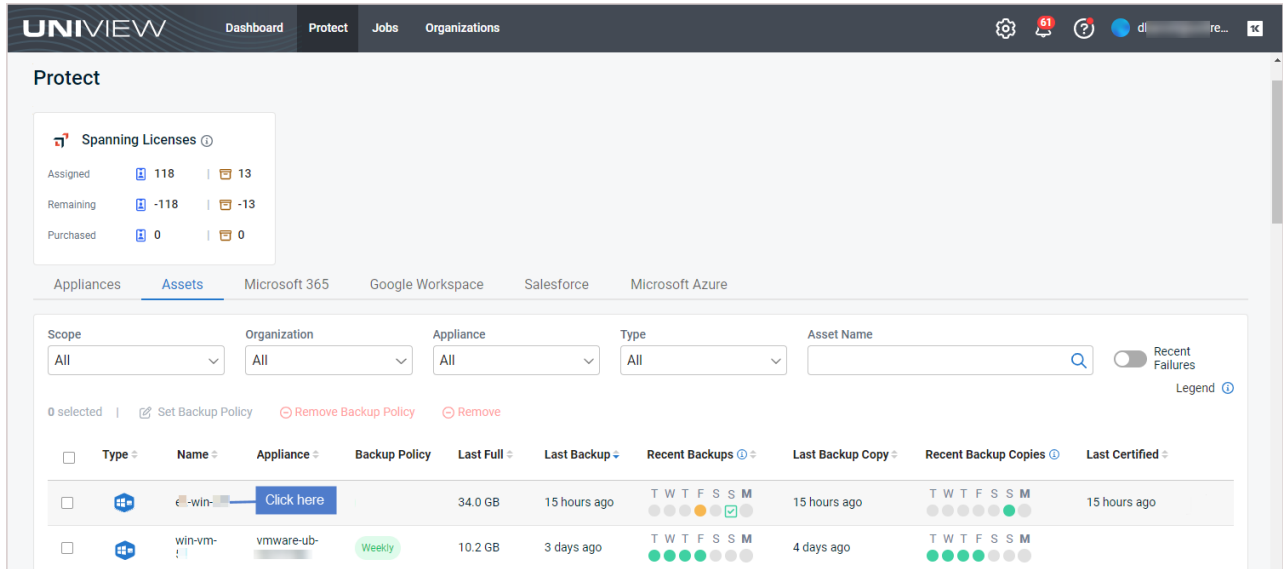 UNIVIEW Dashboard Protect Jobs Organizations 61
Protect
Spanning Licenses
Assigned 118 | 13
Remaining -118 | -13
Purchased 0 | 0
Appliances Assets Microsoft 365 Google Workspace Salesforce Microsoft Azure
Scope Organization Appliance Type Asset Name
All All All All Recent
Failures
Legend
0 selected | Set Backup Policy Remove Backup Policy Remove
Type Name Appliance Backup Policy Last Full Last Backup Recent Backups Last Backup Copy Recent Backup Copies Last Certified
-win- Click here 34.0 GB 15 hours ago T W T F S S M 15 hours ago T W T F S S M 15 hours ago
win-vm- vmware-ub- Weekly 10.2 GB 3 days ago T W T F S S M 4 days ago T W T F S S M